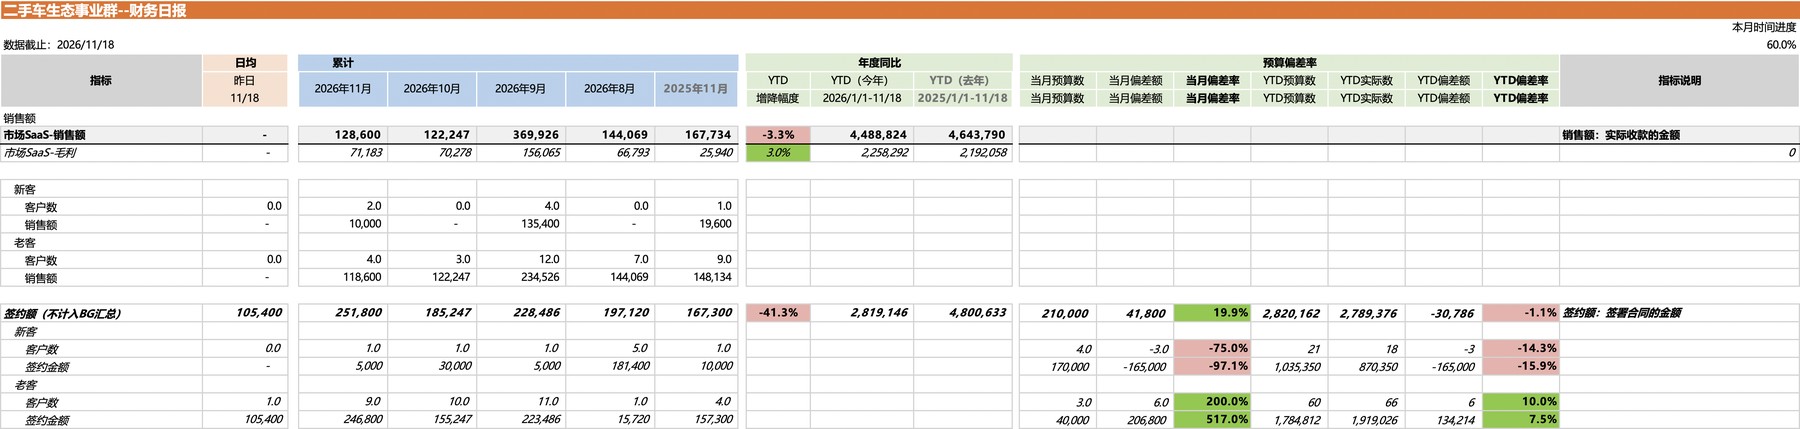 二手车生态事业群--财务日报
本月时间进度
数据截止：2026/11/18 60.0%
指标 日均 累计 年度同比 预算偏差率 指标说明
昨日 2026年11月 2026年10月 2026年9月 2026年8月 2025年11月 YTD YTD（今年） YTD（去年） 当月预算数 当月偏差额 当月偏差率 YTD预算数 YTD实际数 YTD偏差额 YTD偏差率
11/18 增降幅度 2026/1/1-11/18 2025/1/1-11/18 当月预算数 当月偏差额 当月偏差率 YTD预算数 YTD实际数 YTD偏差额 YTD偏差率
销售额
市场SaaS-销售额 - 128,600 122,247 369,926 144,069 167,734 -3.3% 4,488,824 4,643,790 销售额：实际收款的金额
市场SaaS-毛利 - 71,183 70,278 156,065 66,793 25,940 3.0% 2,258,292 2,192,058 0
新客
客户数 0.0 2.0 0.0 4.0 0.0 1.0
销售额 - 10,000 - 135,400 - 19,600
老客
客户数 0.0 4.0 3.0 12.0 7.0 9.0
销售额 - 118,600 122,247 234,526 144,069 148,134
签约额（不计入BG汇总） 105,400 251,800 185,247 228,486 197,120 167,300 -41.3% 2,819,146 4,800,633 210,000 41,800 19.9% 2,820,162 2,789,376 -30,786 -1.1% 签约额：签署合同的金额
新客
客户数 0.0 1.0 1.0 1.0 5.0 1.0 4.0 -3.0 -75.0% 21 18 -3 -14.3%
签约金额 - 5,000 30,000 5,000 181,400 10,000 170,000 -165,000 -97.1% 1,035,350 870,350 -165,000 -15.9%
老客
客户数 1.0 9.0 10.0 11.0 1.0 4.0 3.0 6.0 200.0% 60 66 6 10.0%
签约金额 105,400 246,800 155,247 223,486 15,720 157,300 40,000 206,800 517.0% 1,784,812 1,919,026 134,214 7.5%